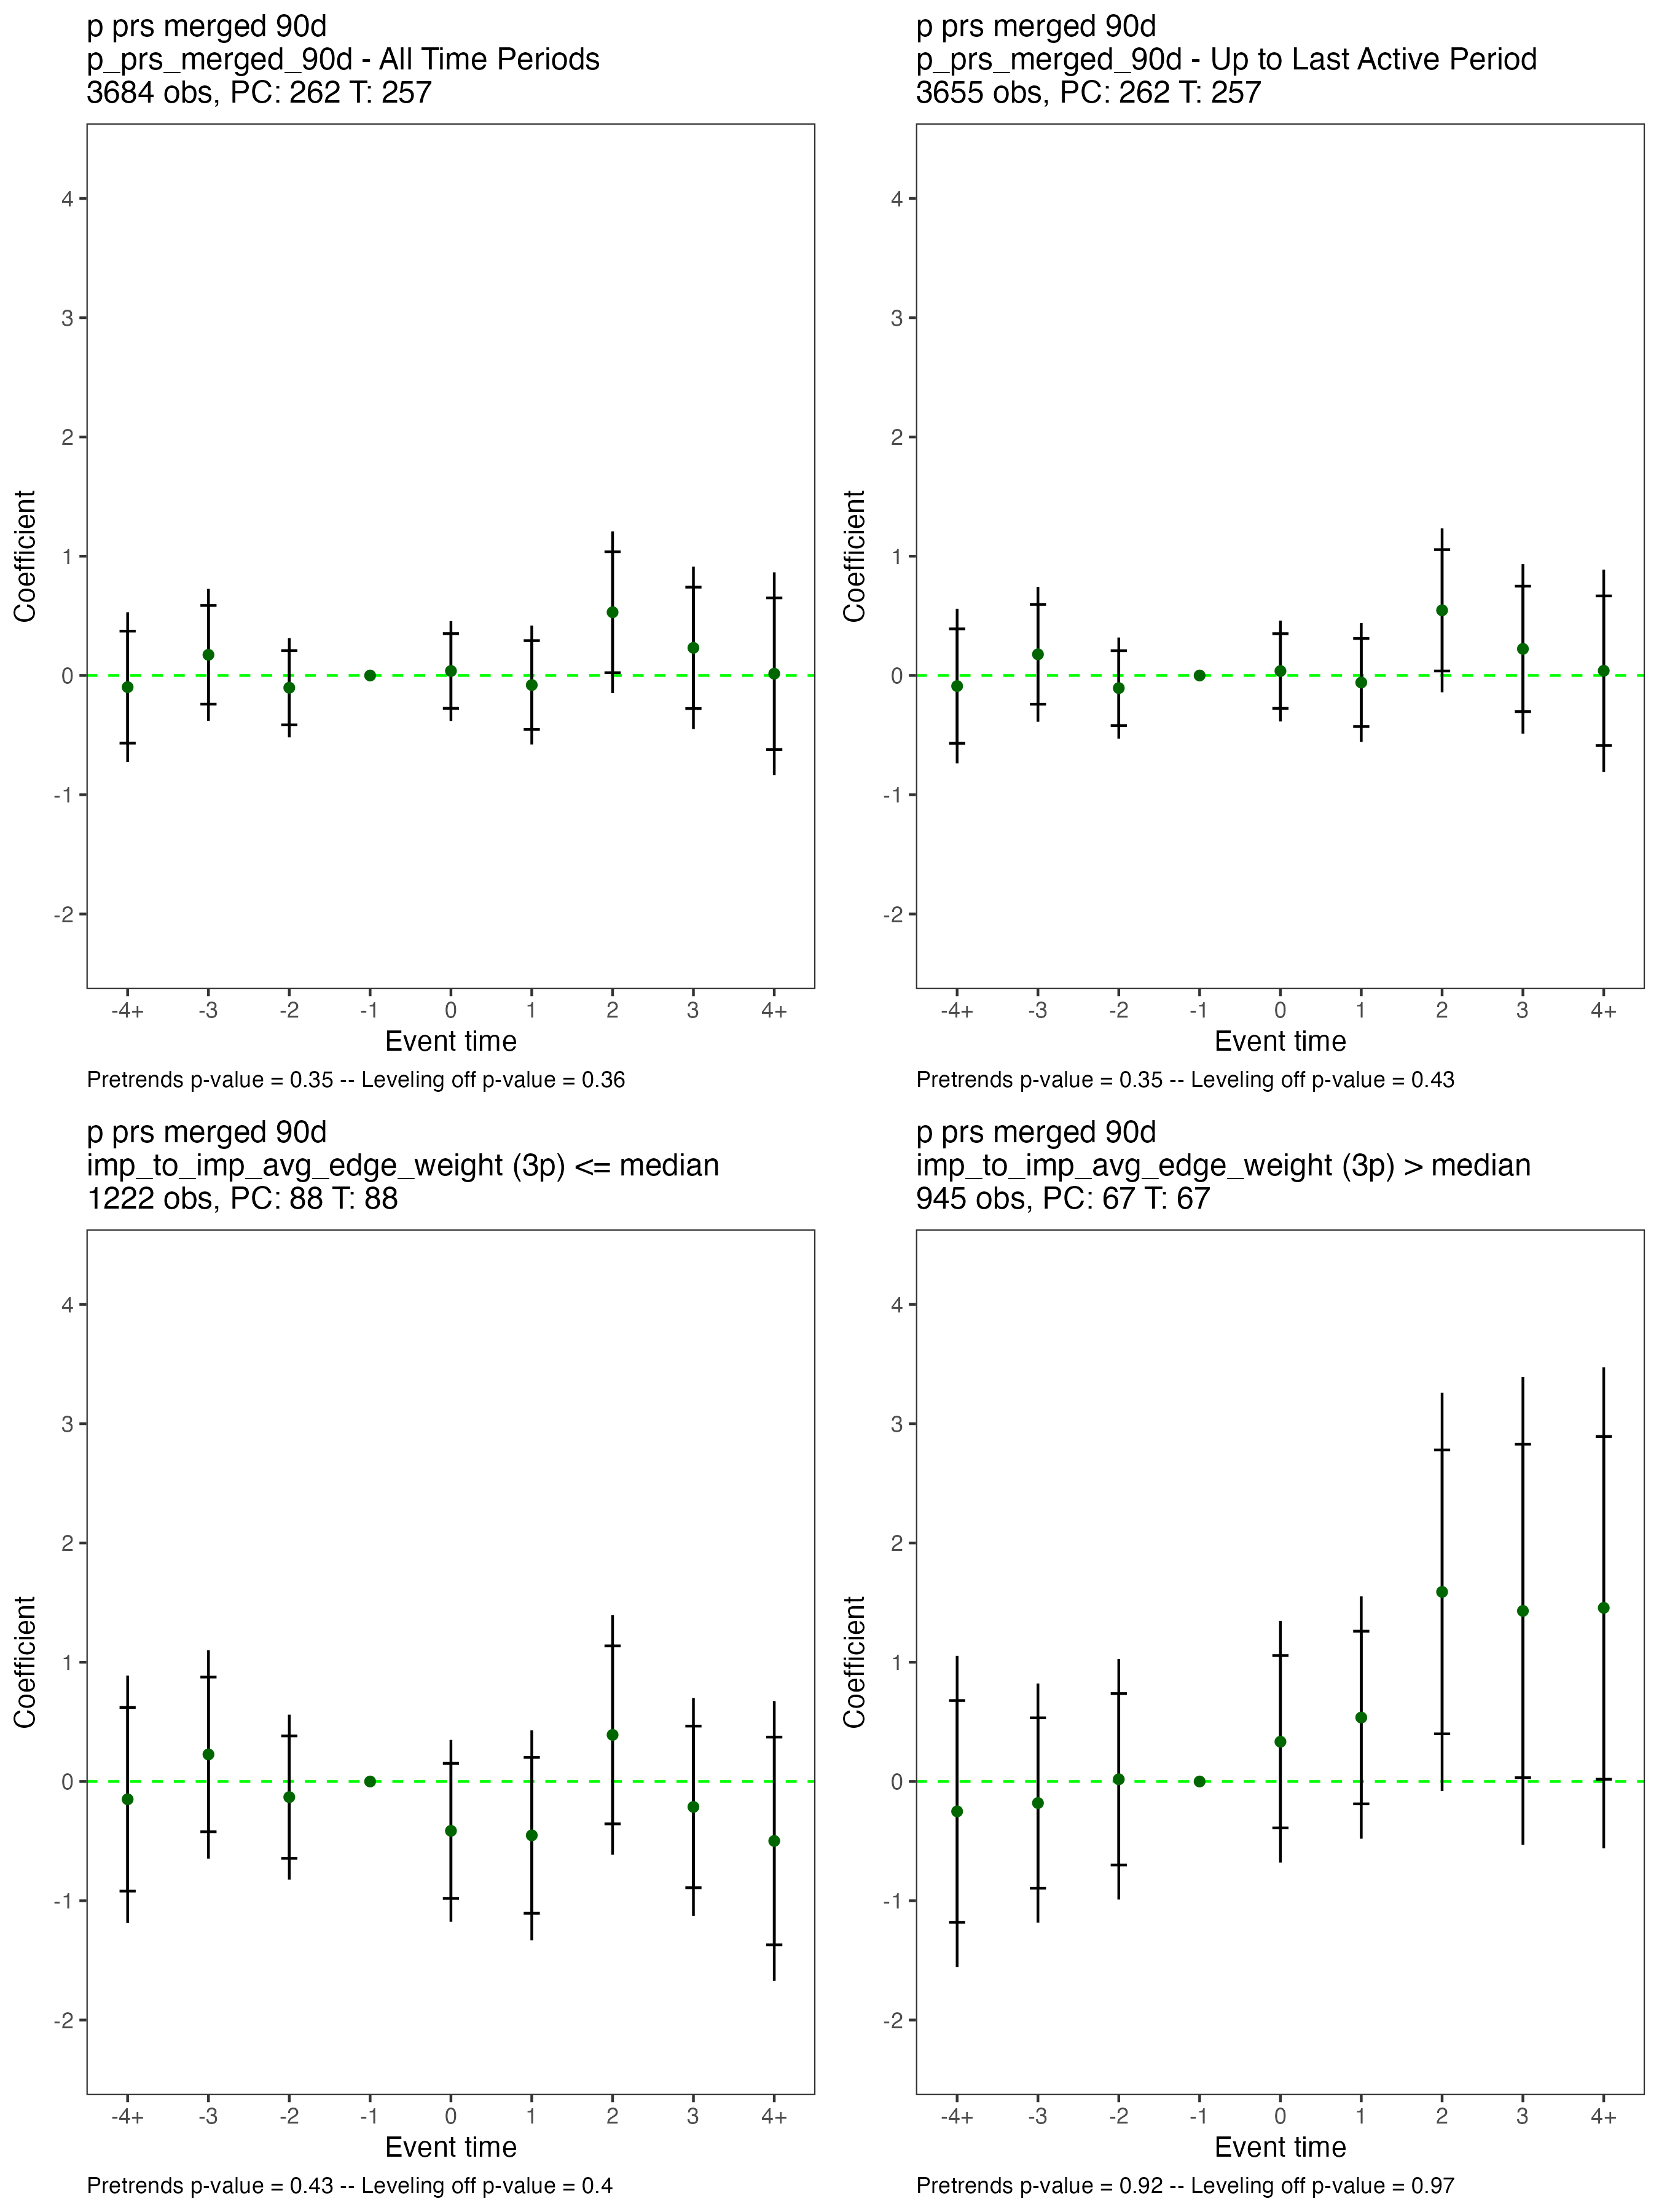 p prs merged 90d
p_prs_merged_90d - All Time Periods
3684 obs, PC: 262 T: 257
Coefficient
4
3
2
1
0
-1
-2
-4+ -3 -2 -1 0 1 2 3 4+
Event time
Pretrends p-value = 0.35 -- Leveling off p-value = 0.36
p prs merged 90d
p_prs_merged_90d - Up to Last Active Period
3655 obs, PC: 262 T: 257
Coefficient
4
3
2
1
0
-1
-2
-4+ -3 -2 -1 0 1 2 3 4+
Event time
Pretrends p-value = 0.35 -- Leveling off p-value = 0.43
p prs merged 90d
imp_to_imp_avg_edge_weight (3p) <= median
1222 obs, PC: 88 T: 88
Coefficient
4
3
2
1
0
-1
-2
-4+ -3 -2 -1 0 1 2 3 4+
Event time
Pretrends p-value = 0.43 -- Leveling off p-value = 0.4
p prs merged 90d
imp_to_imp_avg_edge_weight (3p) > median
945 obs, PC: 67 T: 67
Coefficient
4
3
2
1
0
-1
-2
-4+ -3 -2 -1 0 1 2 3 4+
Event time
Pretrends p-value = 0.92 -- Leveling off p-value = 0.97